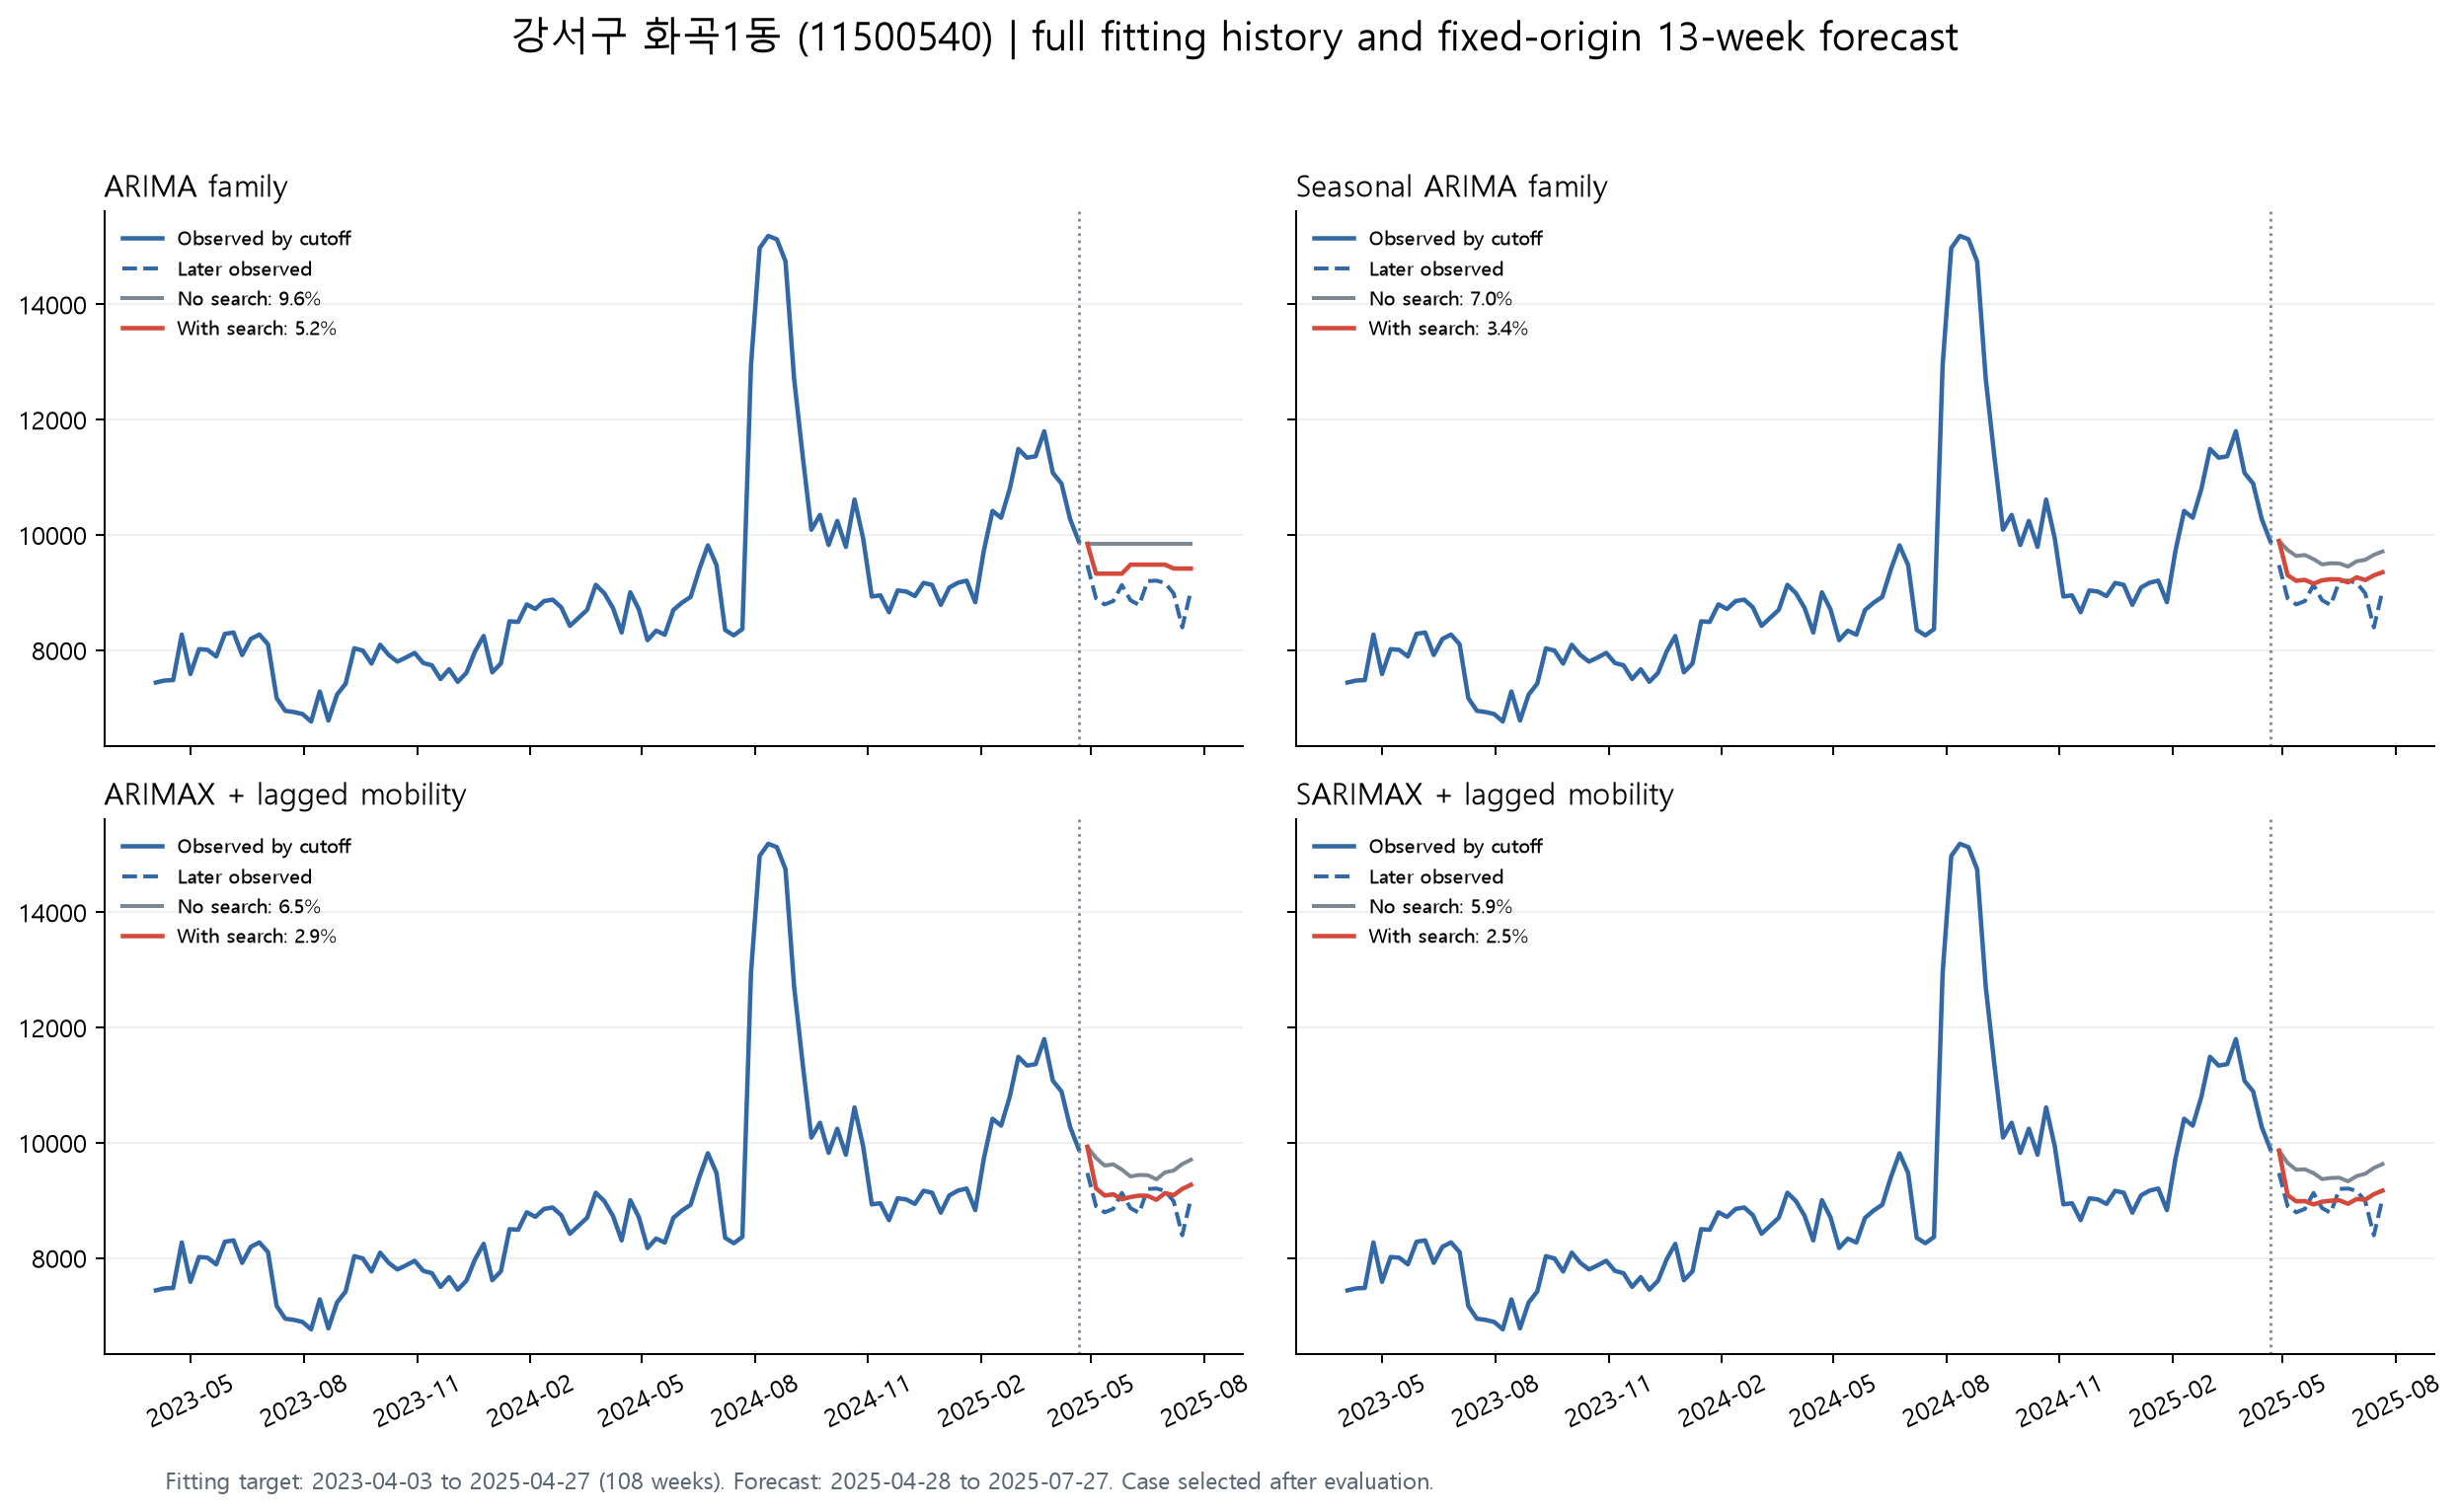 강서구 화곡1동 (11500540) | full fitting history and fixed-origin 13-week forecast
ARIMA family
Observed by cutoff
Later observed
No search: 9.6%
With search: 5.2%
14000
12000
10000
8000
Seasonal ARIMA family
Observed by cutoff
Later observed
No search: 7.0%
With search: 3.4%
ARIMAX + lagged mobility
Observed by cutoff
Later observed
No search: 6.5%
With search: 2.9%
14000
12000
10000
8000
2023-05
2023-08
2023-11
2024-02
2024-05
2024-08
2024-11
2025-02
2025-05
2025-08
SARIMAX + lagged mobility
Observed by cutoff
Later observed
No search: 5.9%
With search: 2.5%
2023-05
2023-08
2023-11
2024-02
2024-05
2024-08
2024-11
2025-02
2025-05
2025-08
Fitting target: 2023-04-03 to 2025-04-27 (108 weeks). Forecast: 2025-04-28 to 2025-07-27. Case selected after evaluation.